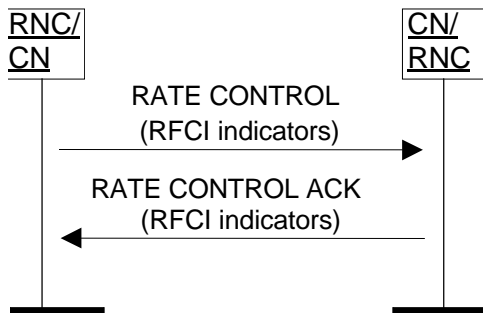 RNC/
CN
CN/
RNC
RATE CONTROL
(RFCI indicators)
RATE CONTROL ACK
(RFCI indicators)